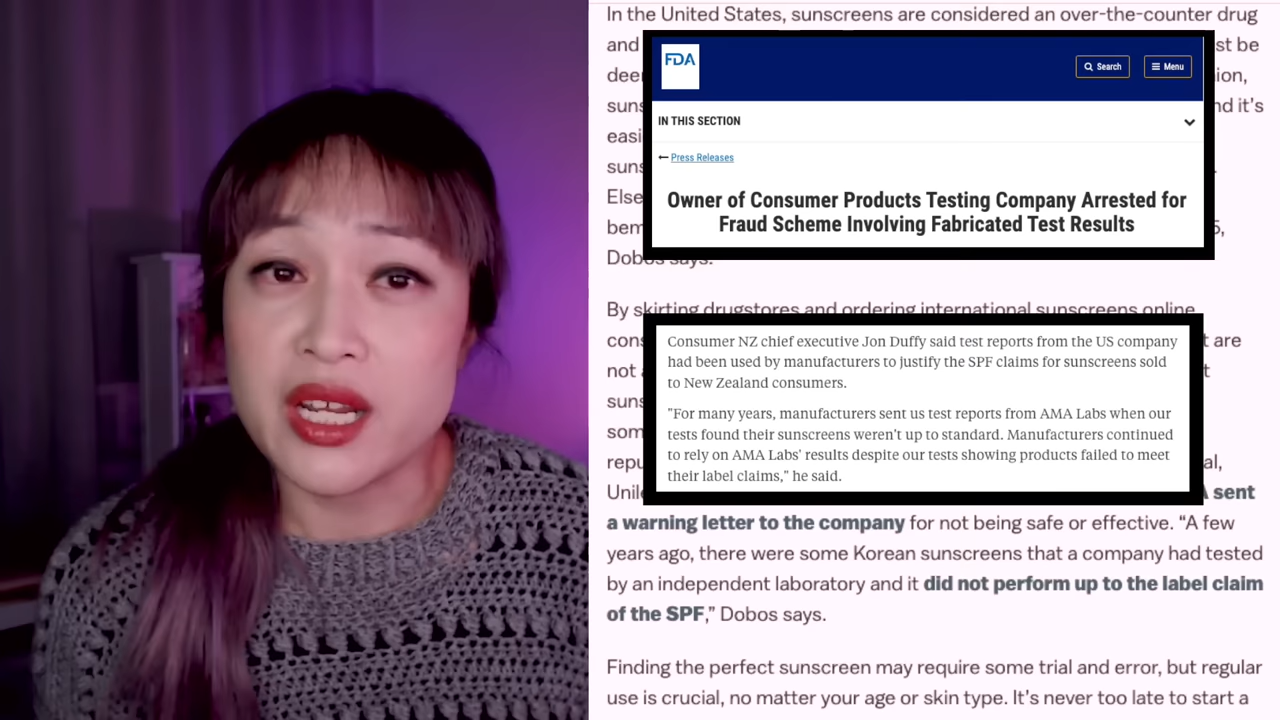 In the United States, sunscreens are considered an over-the-counter drug
and be
it's
FDA
Search
Menu
IN THIS SECTION
Press Releases
Owner of Consumer Products Testing Company Arrested for
Fraud Scheme Involving Fabricated Test Results
Dobos says.
By skirting drugstores and ordering international sunscreens online,
are
not
Consumer NZ chief executive Jon Duffy said test reports from the US company
had been used by manufacturers to justify the SPF claims for sunscreens sold
to New Zealand consumers.
"For many years, manufacturers sent us test reports from AMA Labs when our
tests found their sunscreens weren't up to standard. Manufacturers continued
to rely on AMA Labs' results despite our tests showing products failed to meet
their label claims," he said.
sent
a warning letter to the company for not being safe or effective. “A few
years ago, there were some Korean sunscreens that a company had tested
by an independent laboratory and it did not perform up to the label claim
of the SPF,” Dobos says.
Finding the perfect sunscreen may require some trial and error, but regular
use is crucial, no matter your age or skin type. It's never too late to start a